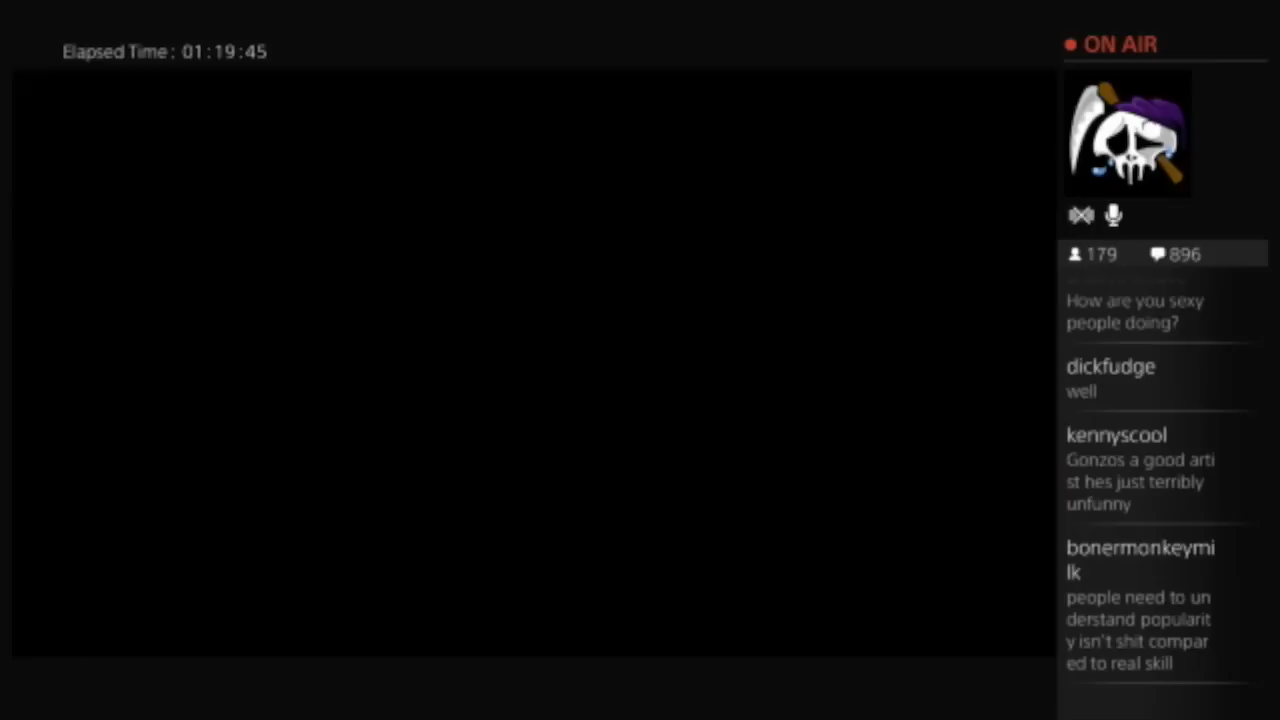 Elapsed Time: 01:19:45
ON AIR
179 896
How are you sexy
people doing?
dickfudge
well
kennyscool
Gonzos a good arti
st hes just terribly
unfunny
bonermonkeymi
lk
people need to un
derstand popularit
y isn't shit compar
ed to real skill